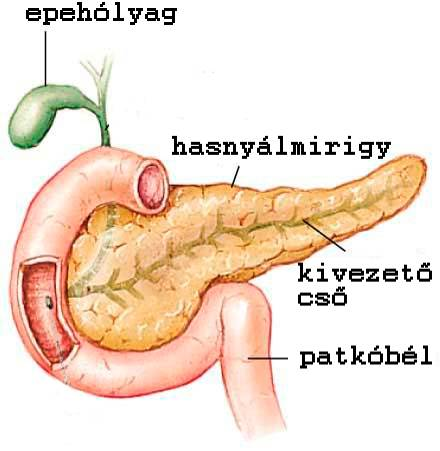 epehólyag
hasnyálmirigy
kivezető
cső
patkóbél